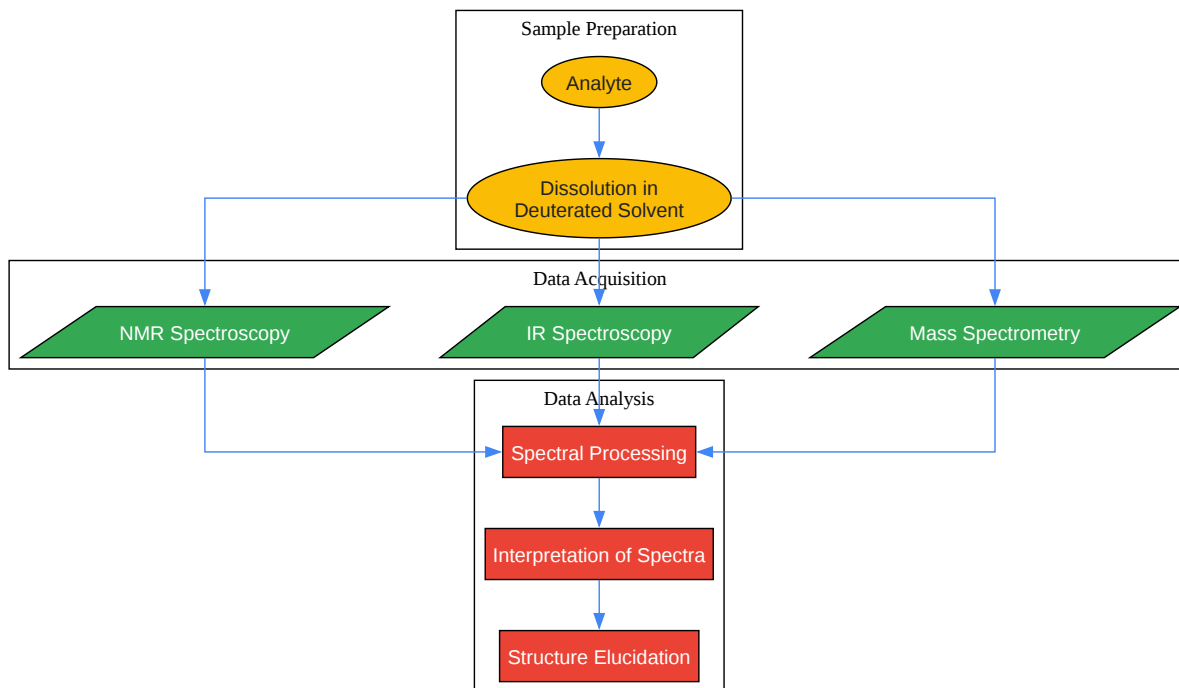 Sample Preparation
Analyte
Dissolution in
Deuterated Solvent
Data Acquisition
NMR Spectroscopy
IR Spectroscopy
Mass Spectrometry
Data Analysis
Spectral Processing
Interpretation of Spectra
Structure Elucidation